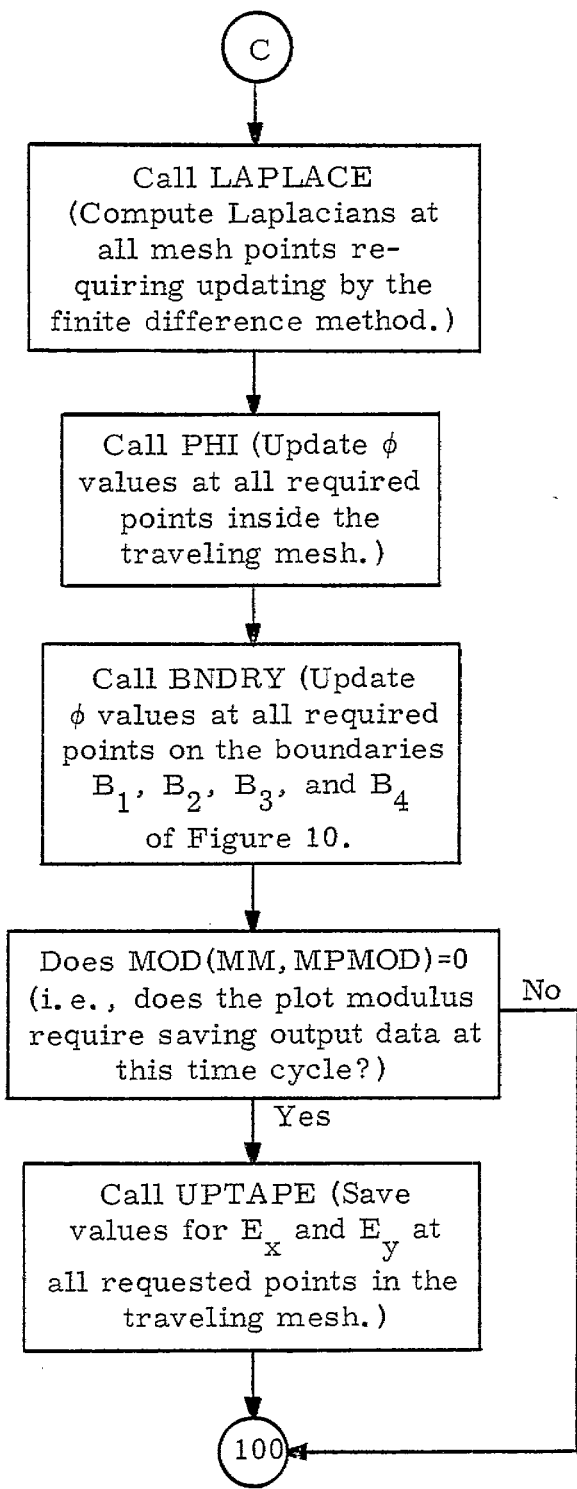 C
Call LAPLACE
(Compute Laplacians at
all mesh points re-
quiring updating by the
finite difference method.)
Call PHI (Update ϕ
values at all required
points inside the
traveling mesh.)
Call BNDRY (Update
ϕ values at all required
points on the boundaries
B₁, B₂, B₃, and B₄
of Figure 10.
Does MOD(MM, MPMOD)=0
(i.e., does the plot modulus
require saving output data at
this time cycle?)
No
Yes
Call UPTAPE (Save
values for Eₓ and E_y at
all requested points in the
traveling mesh.)
100